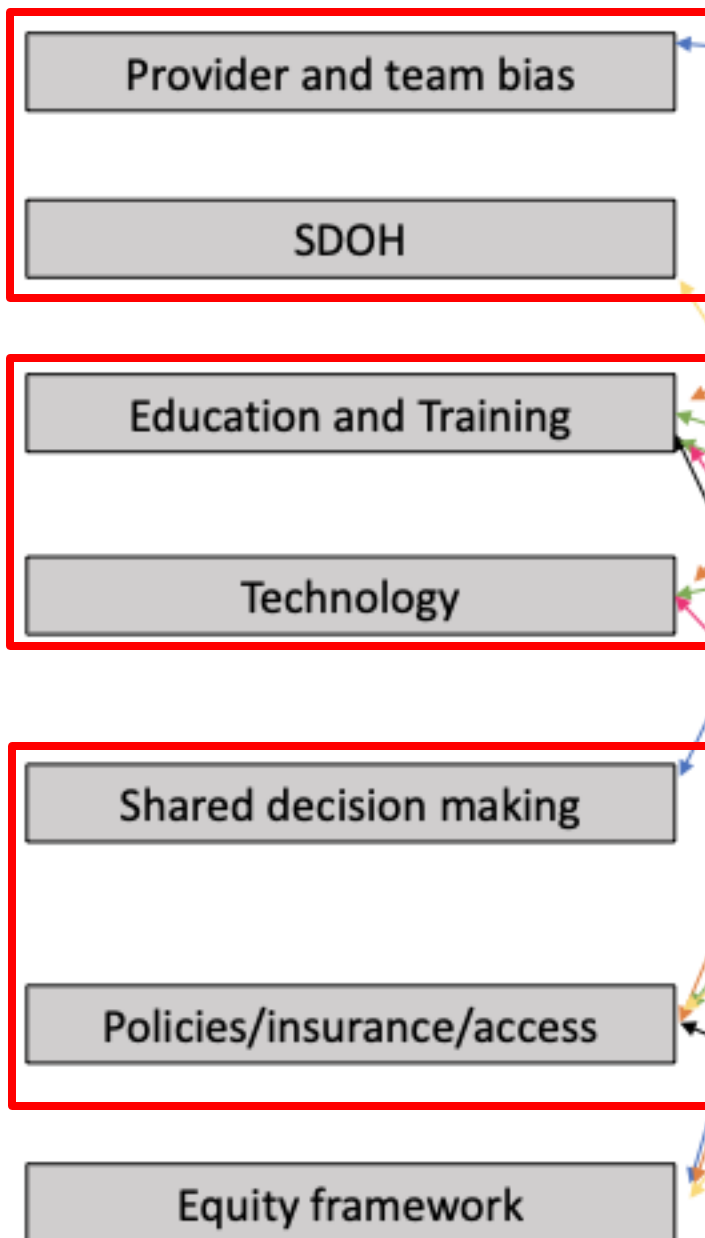 Provider and team bias
SDOH
Education and Training
Technology
Shared decision making
Policies/insurance/access
Equity framework